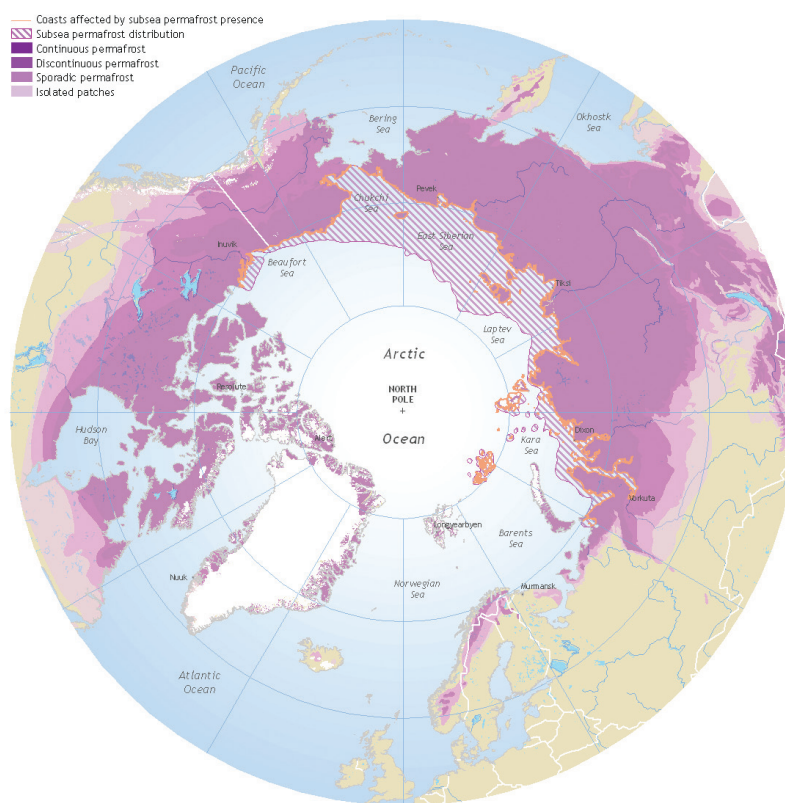 Coasts affected by subsea permafrost presence
Subsea permafrost distribution
Continuous permafrost
Discontinuous permafrost
Sporadic permafrost
Isolated patches
Pacific
Ocean
Bering
Sea
Okhostk
Sea
Chukchi
Sea
Pevek
East Siberian
Sea
Inuvik
Beaufort
Sea
Tiksi
Laptev
Sea
Arctic
NORTH
POLE
+
Ocean
Resolute
Hudson
Bay
Alert
Kara
Sea
Dixon
Vorkuta
Longyearbyen
Barents
Sea
Nuuk
Norwegian
Sea
Murmansk
Atlantic
Ocean